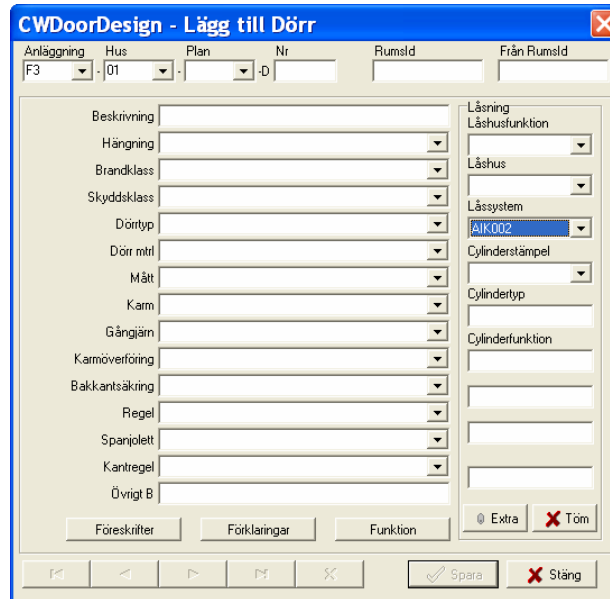 CWDoorDesign - Lägg till Dörr
Anläggning Hus Plan Nr RumsId Från RumsId
F3 - 01 - -D
Beskrivning
Hängning
Brandklass
Skyddsklass
Dörrtyp
Dörr mtrl
Mått
Karm
Gångjärn
Karmöverföring
Bakkantsäkring
Regel
Spanjolett
Kantregel
Övrigt B
Föreskrifter Förklaringar Funktion
Låsning
Låshusfunktion
Låshus
Låssystem
AIK002
Cylinderstämpel
Cylindertyp
Cylinderfunktion
Extra Töm
Spara Stäng